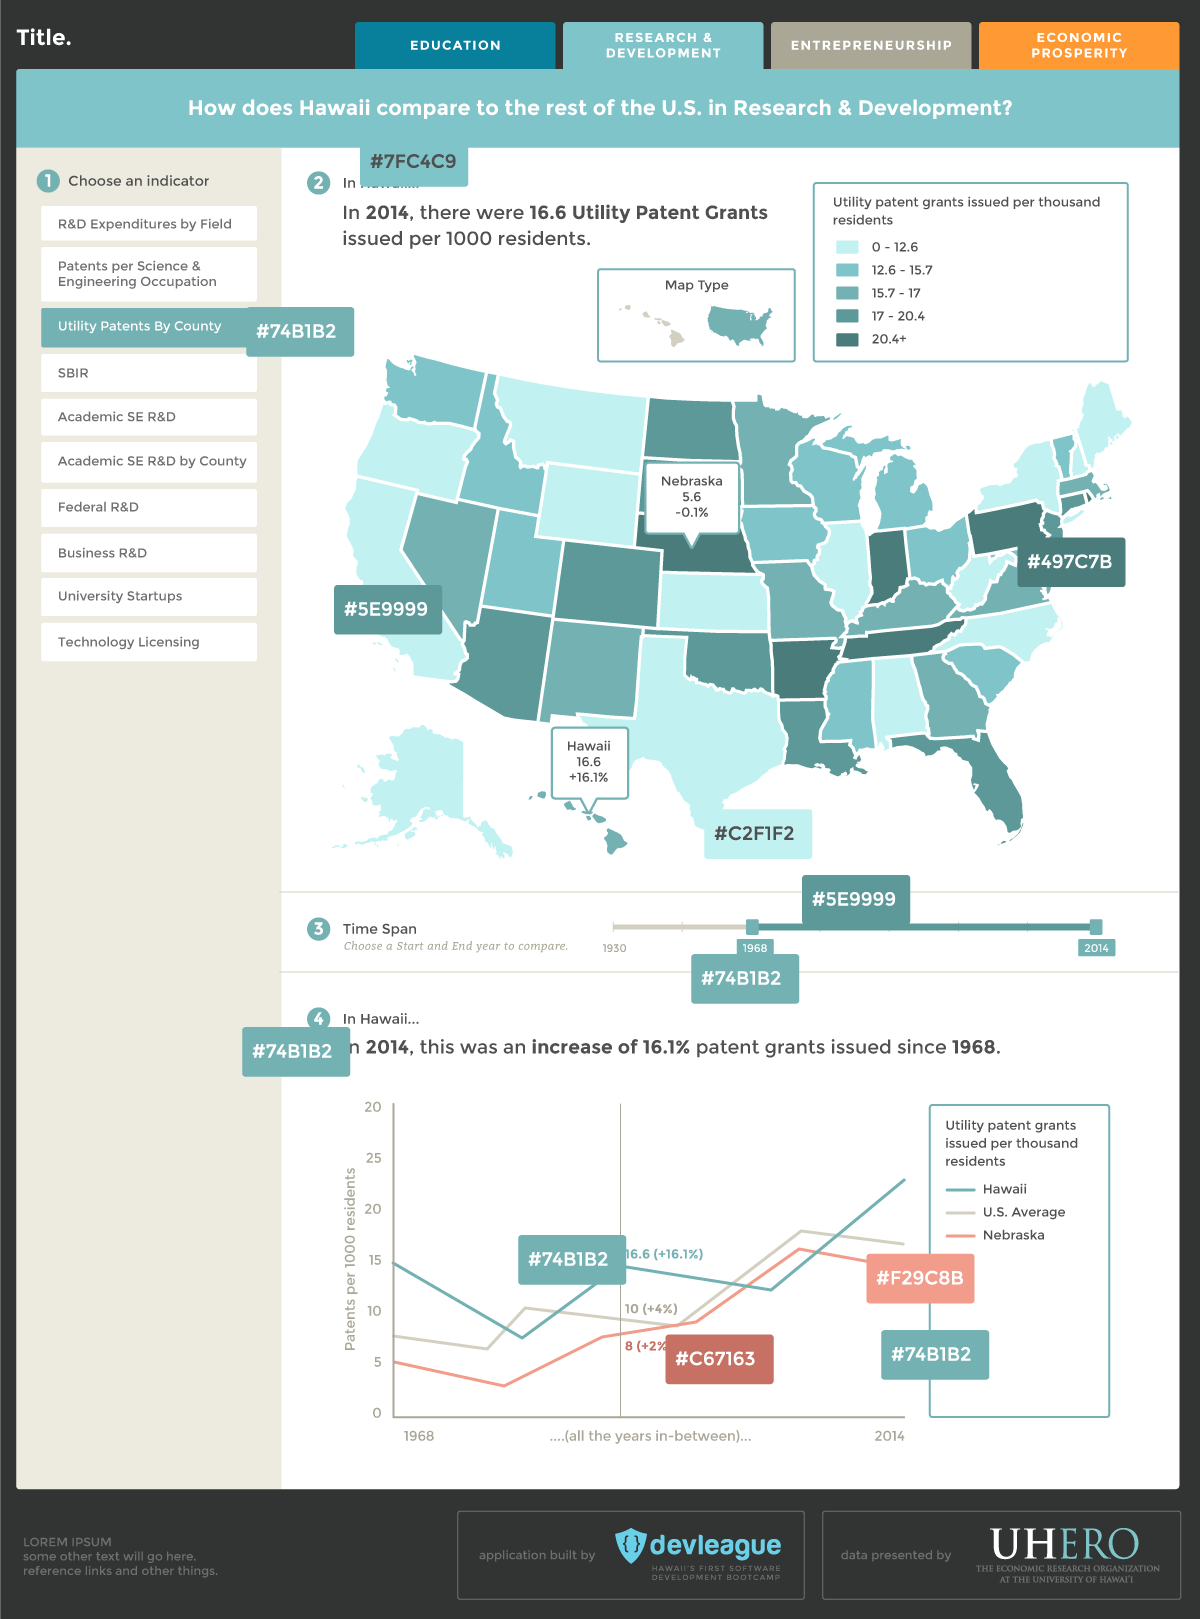 Title.
EDUCATION
RESEARCH &
DEVELOPMENT
ENTREPRENEURSHIP
ECONOMIC
PROSPERITY
How does Hawaii compare to the rest of the U.S. in Research & Development?
1 Choose an indicator
R&D Expenditures by Field
Patents per Science &
Engineering Occupation
Utility Patents By County
#74B1B2
SBIR
Academic SE R&D
Academic SE R&D by County
Federal R&D
Business R&D
University Startups
Technology Licensing
#7FC4C9
2 In
In 2014, there were 16.6 Utility Patent Grants
issued per 1000 residents.
Map Type
Utility patent grants issued per thousand
residents
0 - 12.6
12.6 - 15.7
15.7 - 17
17 - 20.4
20.4+
Nebraska
5.6
-0.1%
#497C7B
#5E9999
Hawaii
16.6
+16.1%
#C2F1F2
#5E9999
3 Time Span
Choose a Start and End year to compare.
1930
1968
2014
#74B1B2
4 In Hawaii...
#74B1B2
n 2014, this was an increase of 16.1% patent grants issued since 1968.
Patents per 1000 residents
20
25
20
15
10
5
0
#74B1B2
16.6 (+16.1%)
10 (+4%)
8 (+2%
#C67163
#F29C8B
#74B1B2
1968
....(all the years in-between)...
2014
Utility patent grants
issued per thousand
residents
Hawaii
U.S. Average
Nebraska
LOREM IPSUM
some other text will go here.
reference links and other things.
application built by
devleague
HAWAII'S FIRST SOFTWARE
DEVELOPMENT BOOTCAMP
data presented by
UHERO
THE ECONOMIC RESEARCH ORGANIZATION
AT THE UNIVERSITY OF HAWAI'I